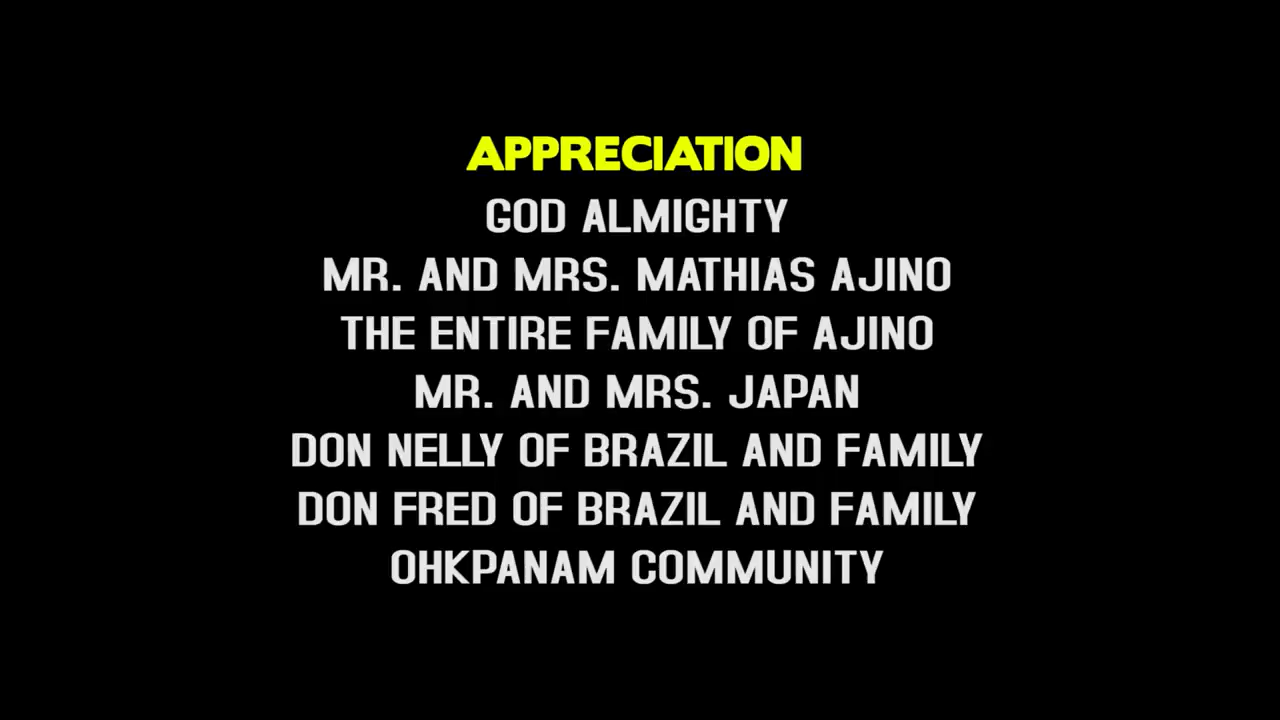 APPRECIATION
GOD ALMIGHTY
MR. AND MRS. MATHIAS AJINO
THE ENTIRE FAMILY OF AJINO
MR. AND MRS. JAPAN
DON NELLY OF BRAZIL AND FAMILY
DON FRED OF BRAZIL AND FAMILY
OHKPANAM COMMUNITY